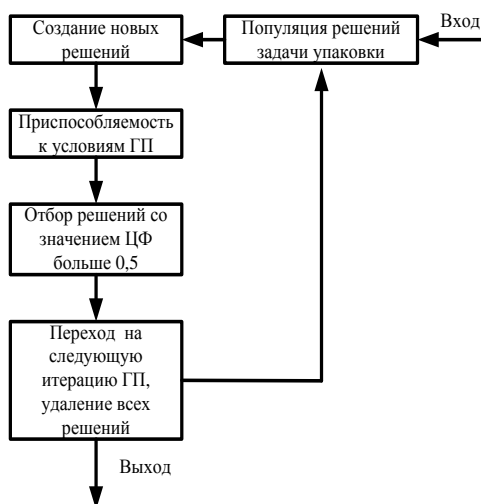 Вход
Популяция решений
задачи упаковки
Создание новых
решений
Приспособляемость
к условиям ГП
Отбор решений со
значением ЦФ
больше 0,5
Переход на
следующую
итерацию ГП,
удаление всех
решений
Выход